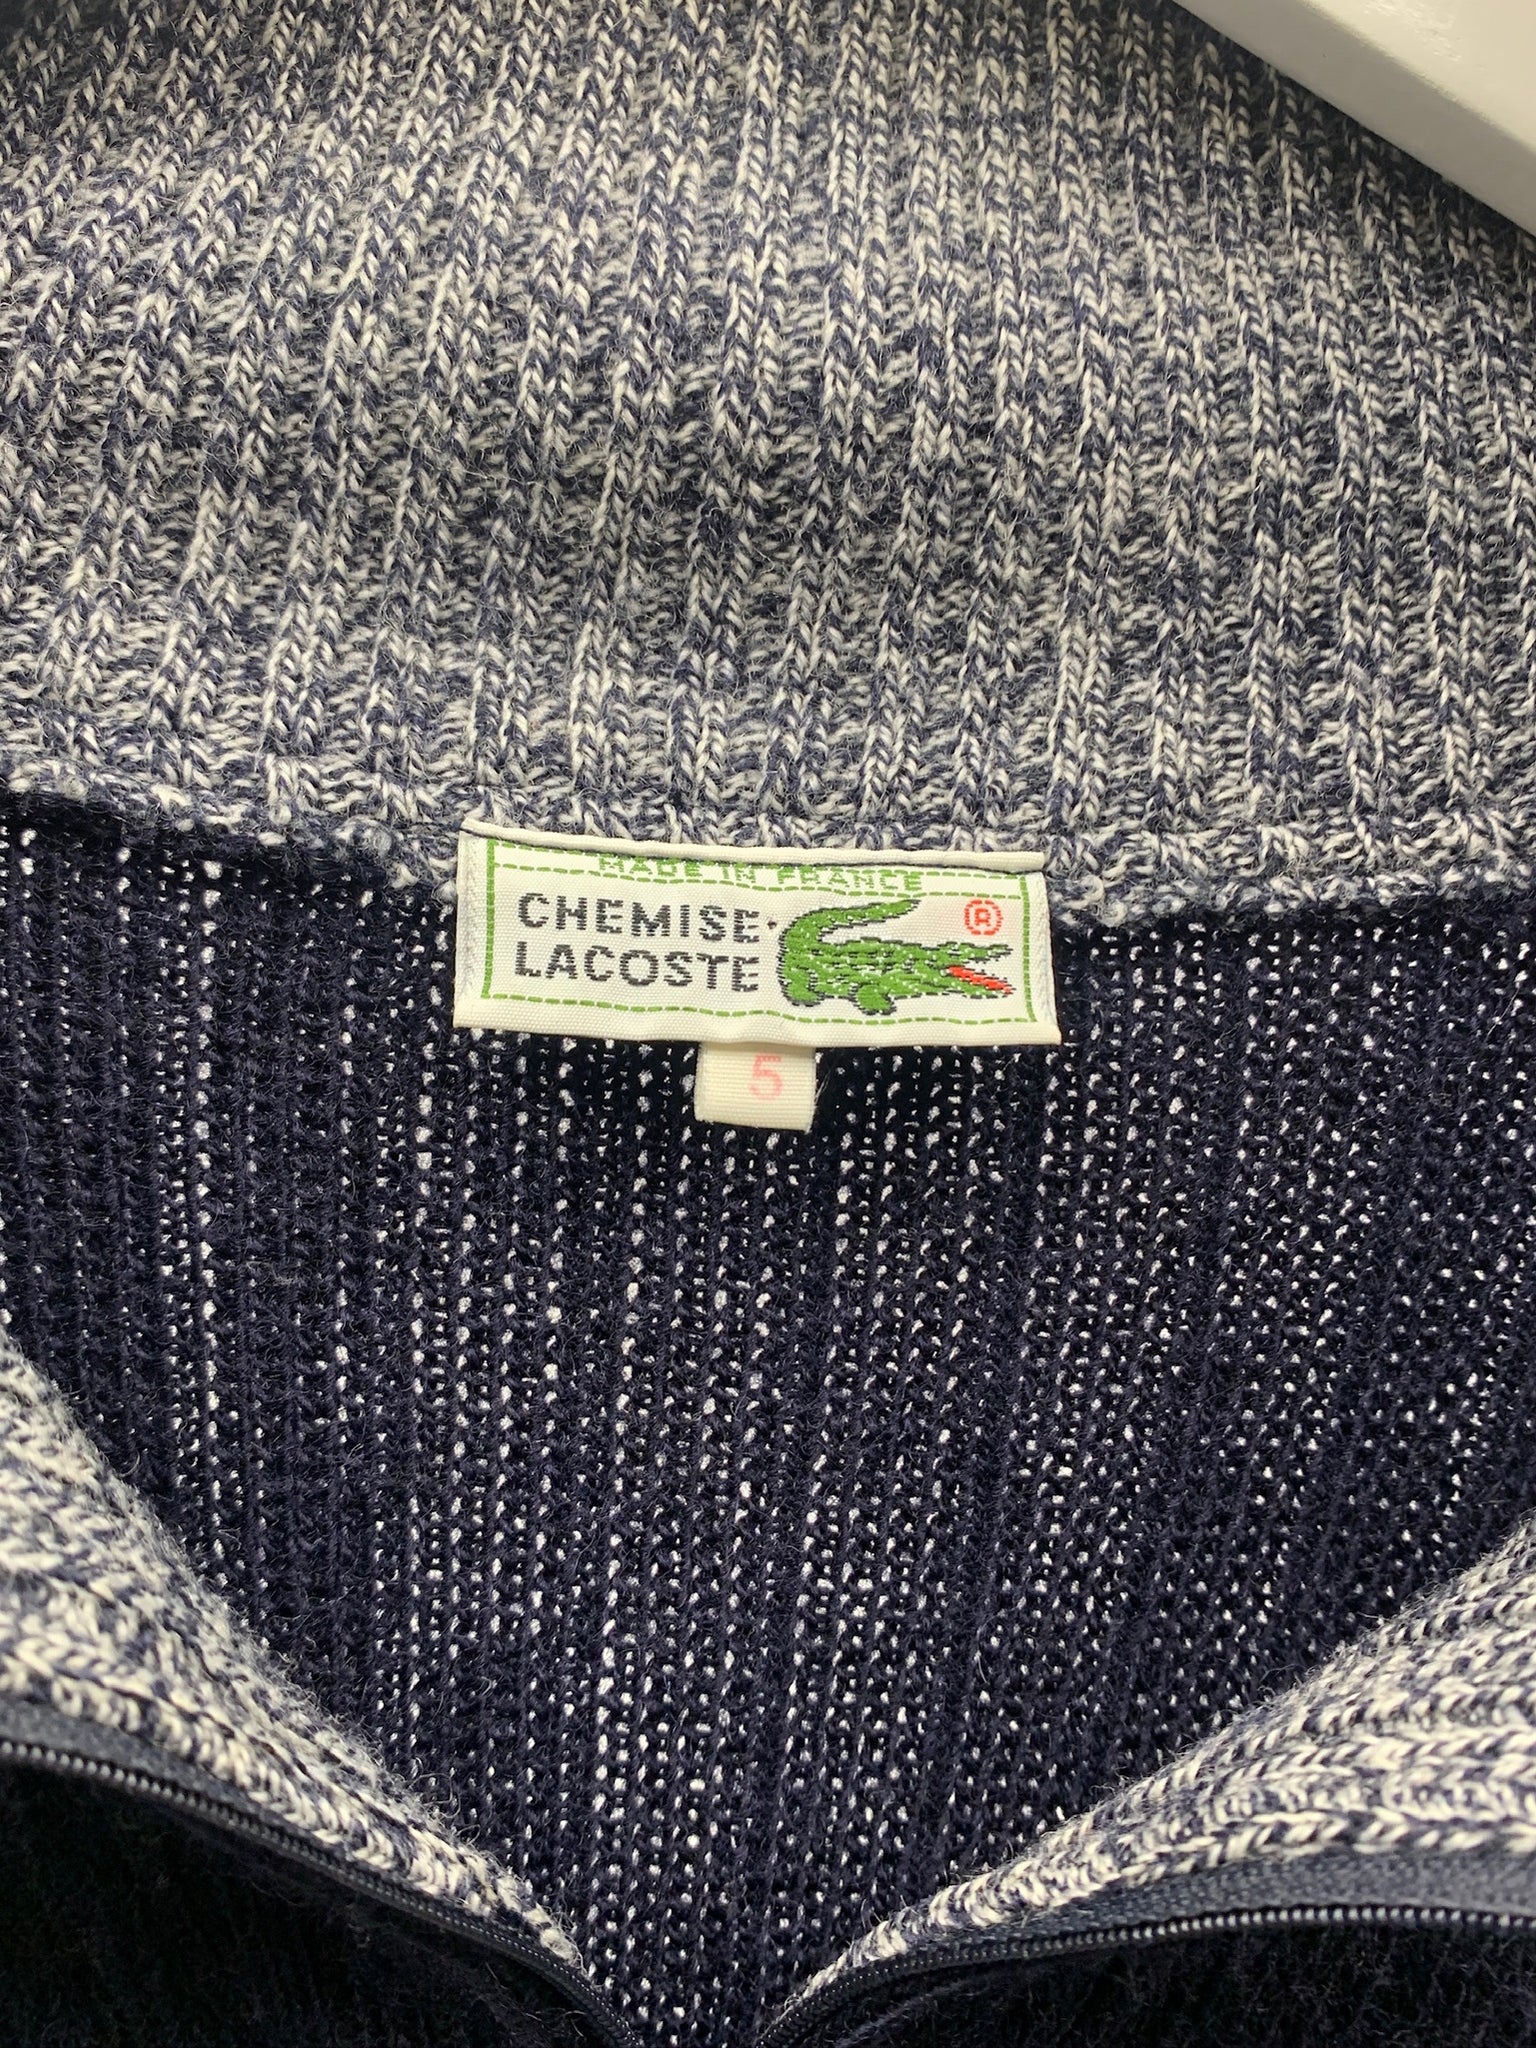 MADE IN FRANCE
CHEMISE
LACOSTE
®
5